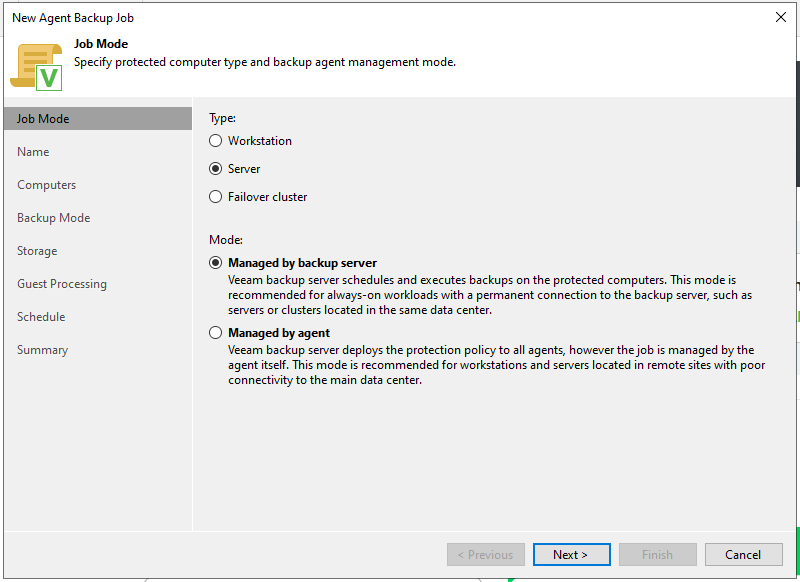 New Agent Backup Job
Job Mode
Specify protected computer type and backup agent management mode.
V
Job Mode
Name
Computers
Backup Mode
Storage
Guest Processing
Schedule
Summary
Type:
Workstation
Server
Failover cluster
Mode:
Managed by backup server
Veeam backup server schedules and executes backups on the protected computers. This mode is
recommended for always-on workloads with a permanent connection to the backup server, such as
servers or clusters located in the same data center.
Managed by agent
Veeam backup server deploys the protection policy to all agents, however the job is managed by the
agent itself. This mode is recommended for workstations and servers located in remote sites with poor
connectivity to the main data center.
< Previous
Next >
Finish
Cancel